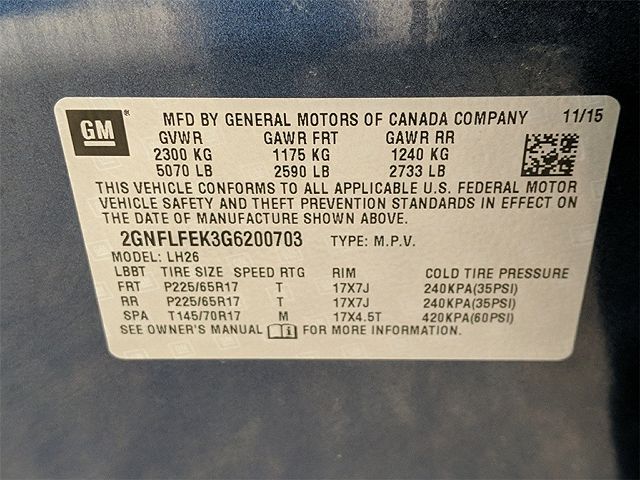 GM ®
MFD BY GENERAL MOTORS OF CANADA COMPANY 11/15
GVWR GAWR FRT GAWR RR
2300 KG 1175 KG 1240 KG
5070 LB 2590 LB 2733 LB
THIS VEHICLE CONFORMS TO ALL APPLICABLE U.S. FEDERAL MOTOR
VEHICLE SAFETY AND THEFT PREVENTION STANDARDS IN EFFECT ON
THE DATE OF MANUFACTURE SHOWN ABOVE.
2GNFLFEK3G6200703 TYPE: M.P.V.
MODEL: LH26
LBBT TIRE SIZE SPEED RTG RIM COLD TIRE PRESSURE
FRT P225/65R17 T 17X7J 240KPA(35PSI)
RR P225/65R17 T 17X7J 240KPA(35PSI)
SPA T145/70R17 M 17X4.5T 420KPA(60PSI)
SEE OWNER'S MANUAL i FOR MORE INFORMATION.